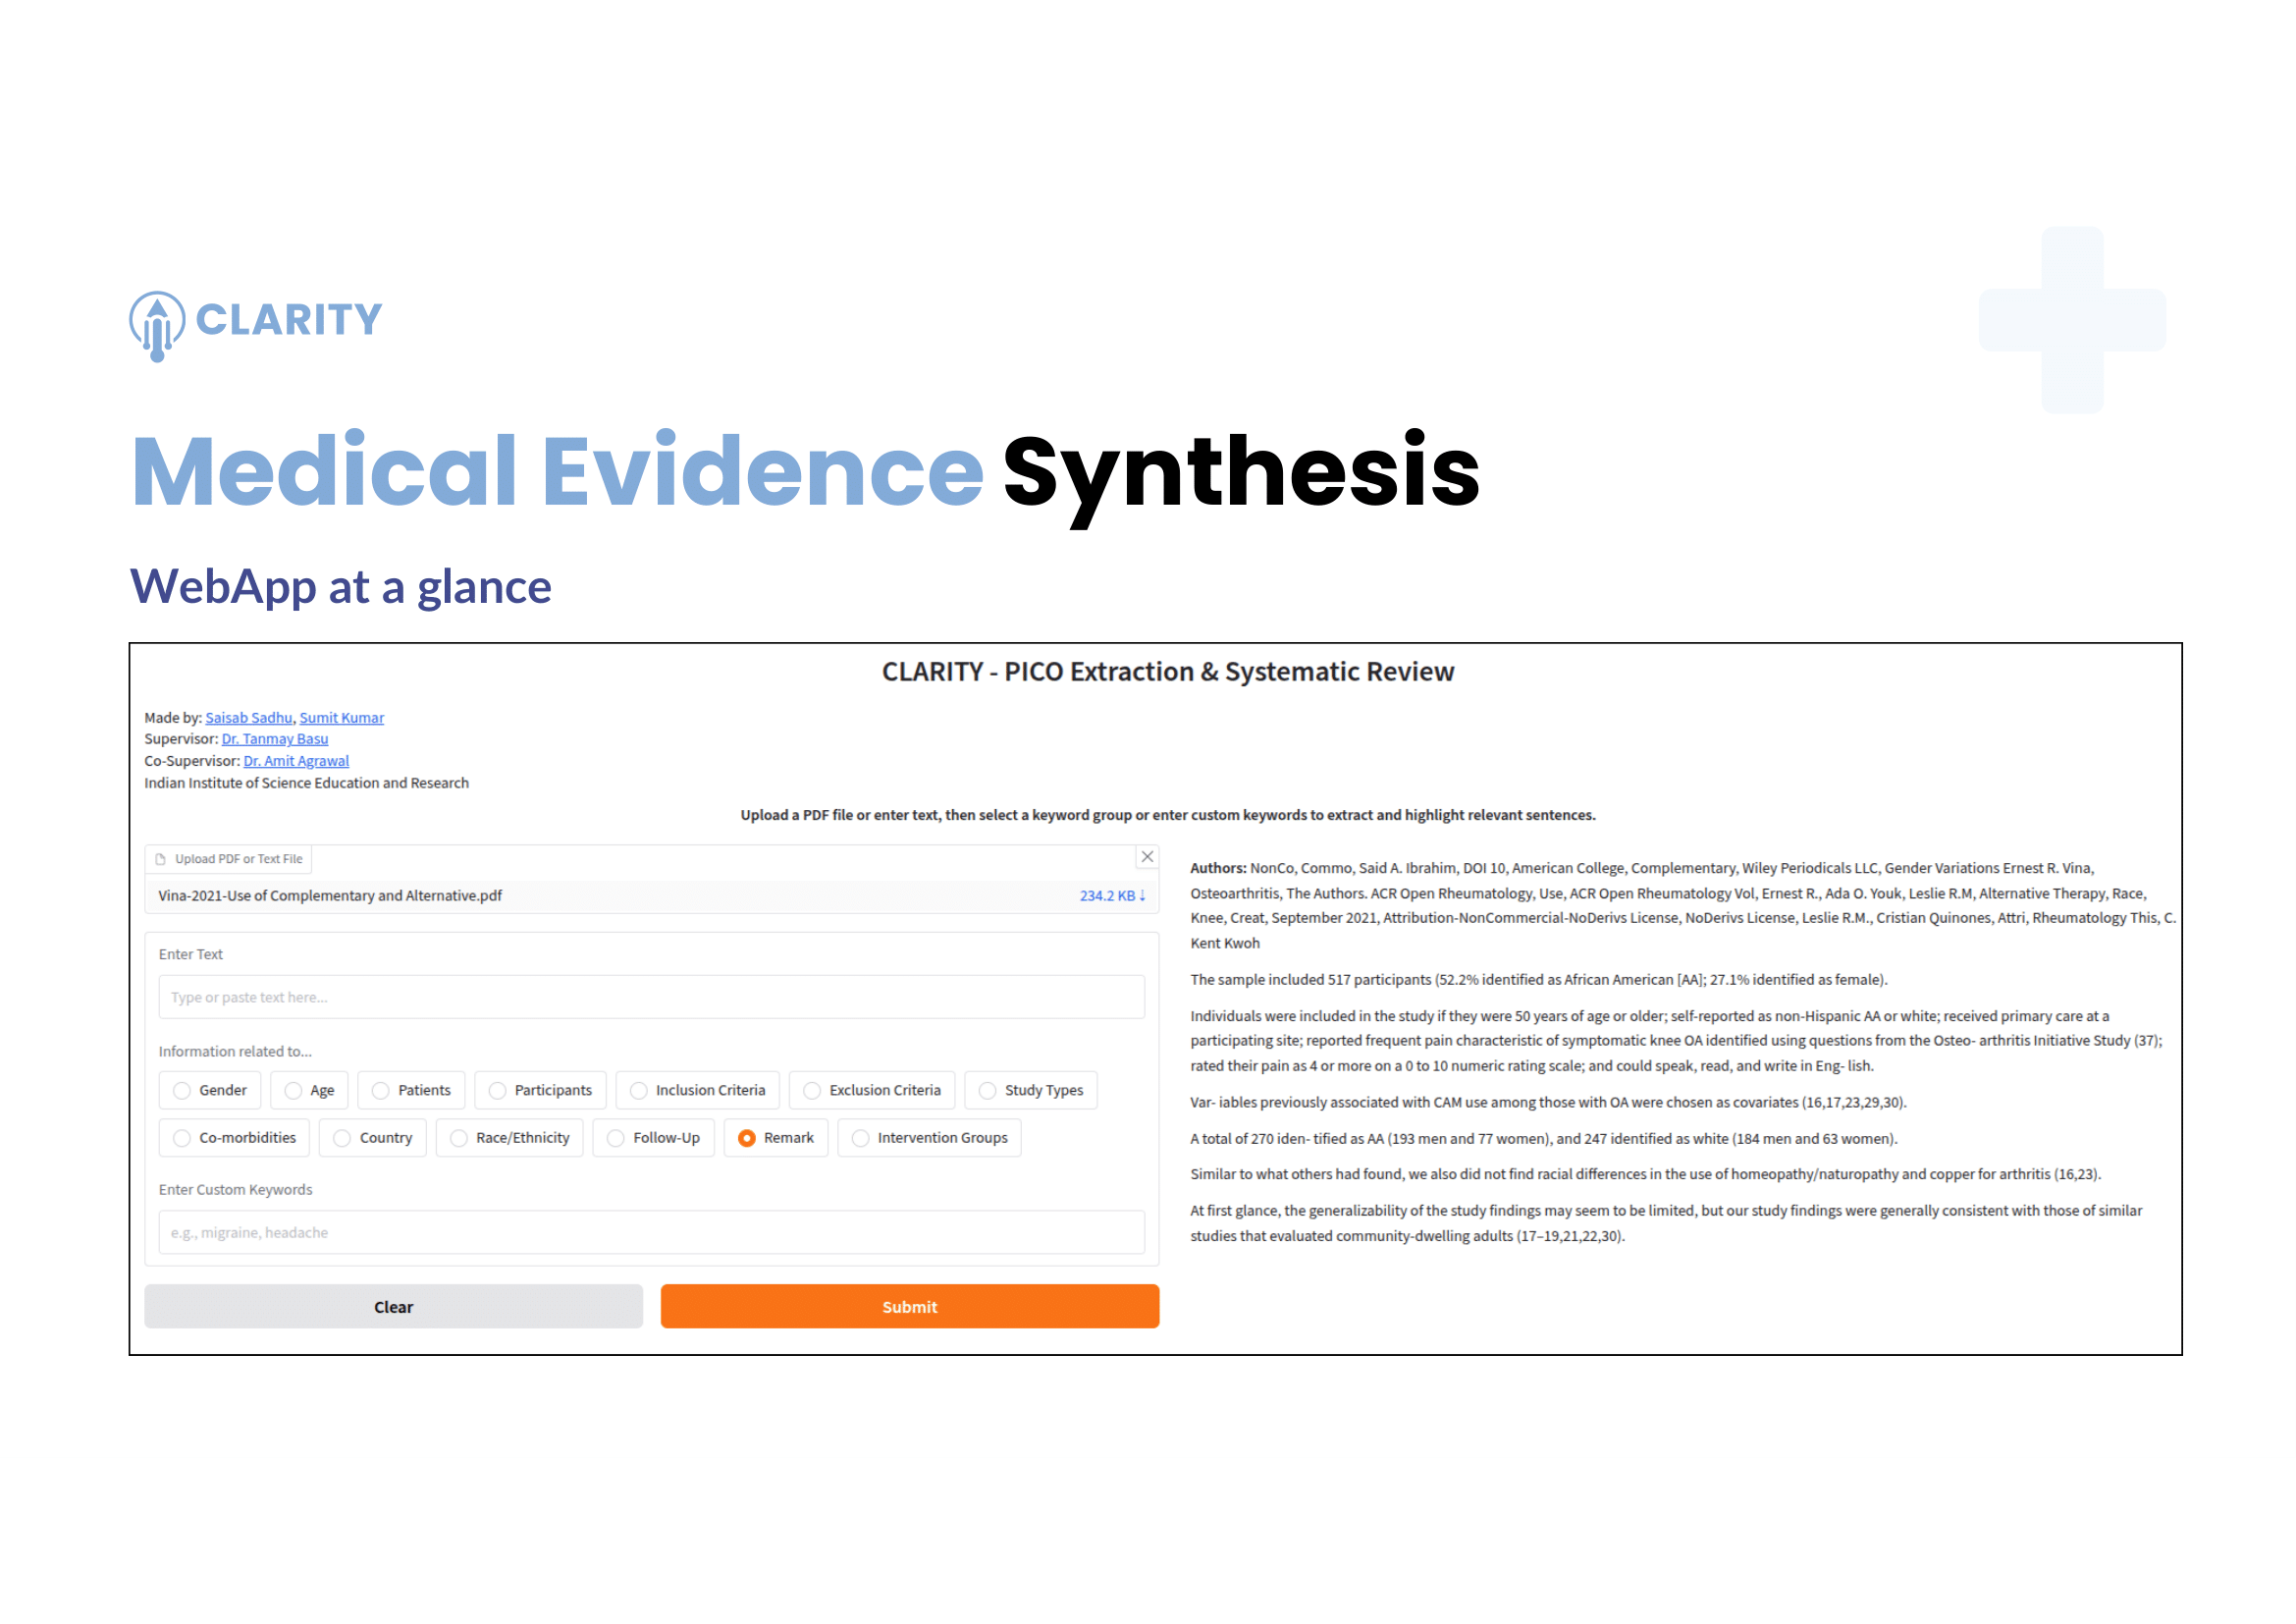 CLARITY
Medical Evidence Synthesis
WebApp at a glance
CLARITY - PICO Extraction & Systematic Review
Made by: Saisab Sadhu, Sumit Kumar
Supervisor: Dr. Tanmay Basu
Co-Supervisor: Dr. Amit Agrawal
Indian Institute of Science Education and Research
Upload a PDF file or enter text, then select a keyword group or enter custom keywords to extract and highlight relevant sentences.
Upload PDF or Text File
Vina-2021-Use of Complementary and Alternative.pdf 234.2 KB ↓
Enter Text
Type or paste text here...
Information related to...
Gender Age Patients Participants Inclusion Criteria Exclusion Criteria Study Types
Co-morbidities Country Race/Ethnicity Follow-Up Remark Intervention Groups
Enter Custom Keywords
e.g., migraine, headache
Clear Submit
Authors: NonCo, Commo, Said A. Ibrahim, DOI 10, American College, Complementary, Wiley Periodicals LLC, Gender Variations Ernest R. Vina,
Osteoarthritis, The Authors. ACR Open Rheumatology, Use, ACR Open Rheumatology Vol, Ernest R., Ada O. Youk, Leslie R.M, Alternative Therapy, Race,
Knee, Creat, September 2021, Attribution-NonCommercial-NoDerivs License, NoDerivs License, Leslie R.M., Cristian Quinones, Attri, Rheumatology This, C.
Kent Kwoh
The sample included 517 participants (52.2% identified as African American [AA]; 27.1% identified as female).
Individuals were included in the study if they were 50 years of age or older; self-reported as non-Hispanic AA or white; received primary care at a
participating site; reported frequent pain characteristic of symptomatic knee OA identified using questions from the Osteo- arthritis Initiative Study (37);
rated their pain as 4 or more on a 0 to 10 numeric rating scale; and could speak, read, and write in Eng- lish.
Var- iables previously associated with CAM use among those with OA were chosen as covariates (16,17,23,29,30).
A total of 270 iden- tified as AA (193 men and 77 women), and 247 identified as white (184 men and 63 women).
Similar to what others had found, we also did not find racial differences in the use of homeopathy/naturopathy and copper for arthritis (16,23).
At first glance, the generalizability of the study findings may seem to be limited, but our study findings were generally consistent with those of similar
studies that evaluated community-dwelling adults (17–19,21,22,30).